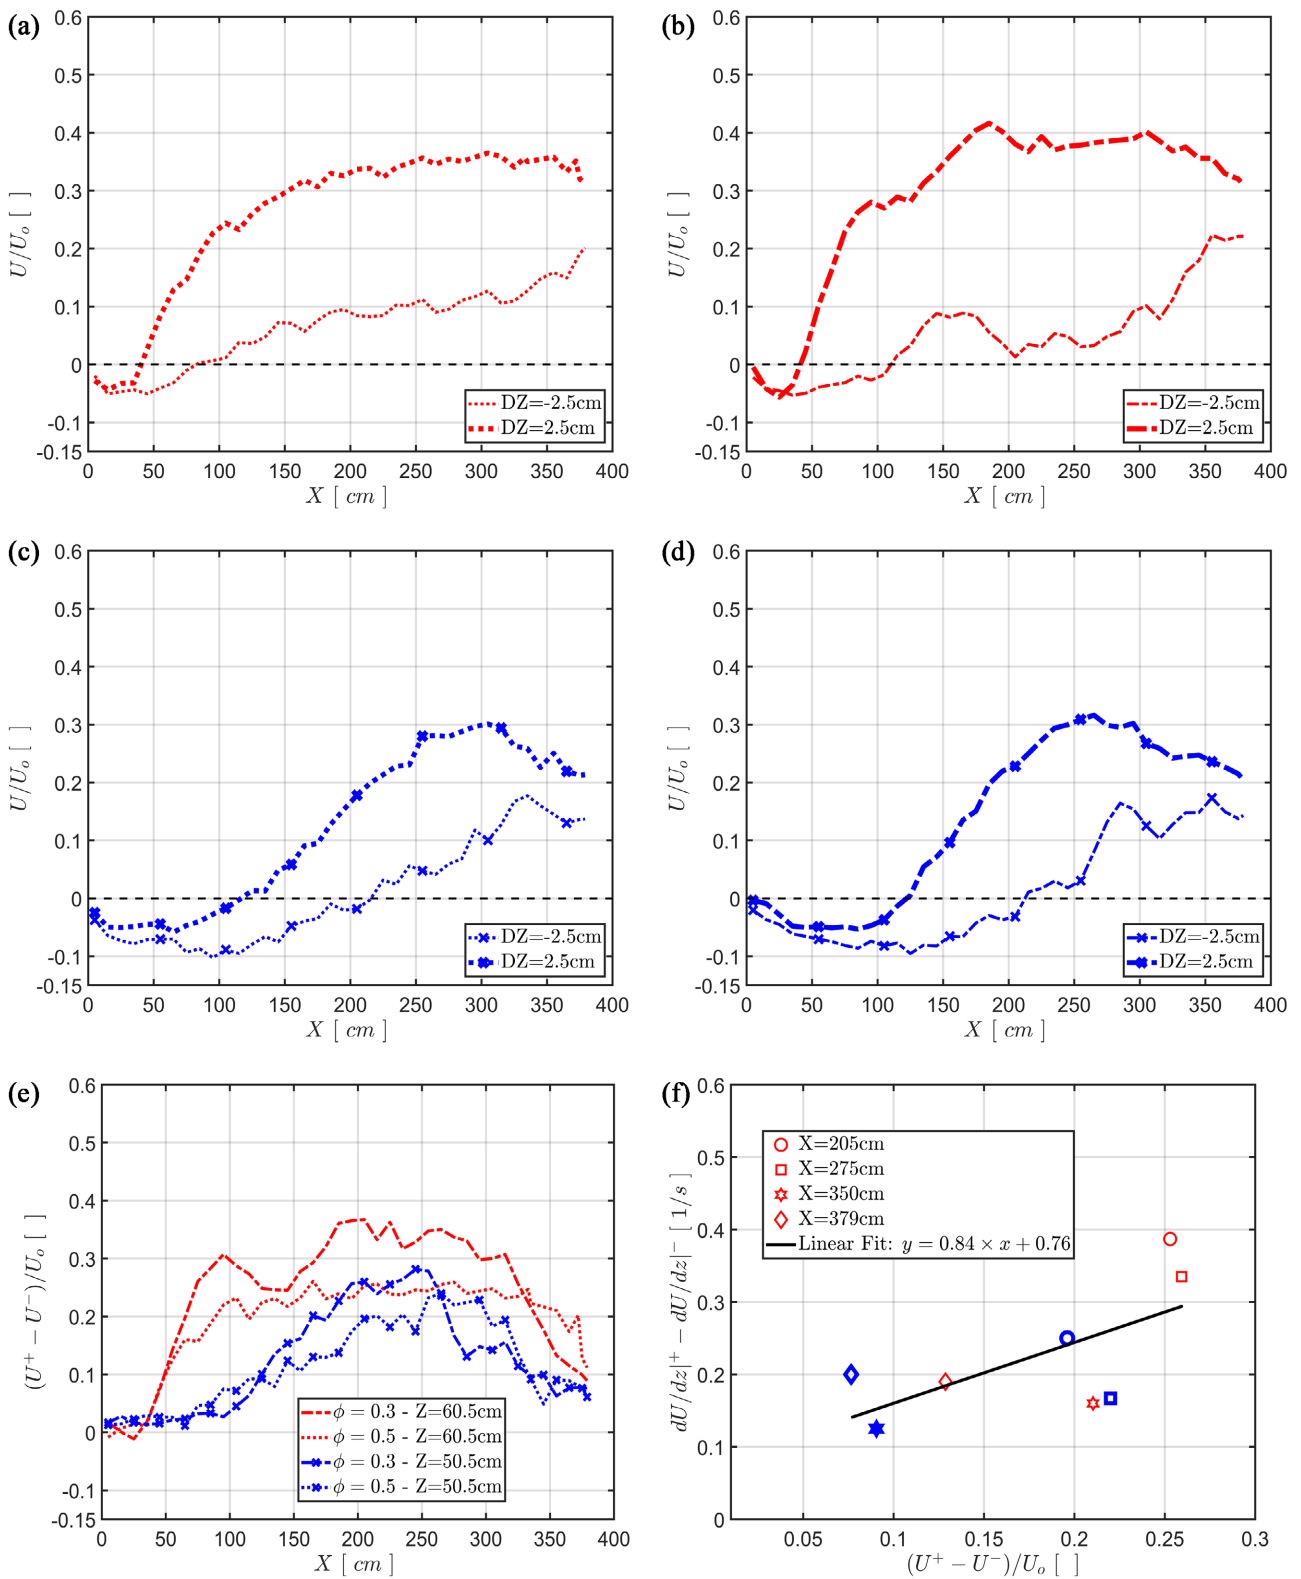 (a)
0.6
0.5
0.4
0.3
0.2
0.1
0
-0.1
-0.15
U/U_o [ ]
0 50 100 150 200 250 300 350 400
X [ cm ]
DZ=-2.5cm
DZ=2.5cm
(b)
0.6
0.5
0.4
0.3
0.2
0.1
0
-0.1
-0.15
U/U_o [ ]
0 50 100 150 200 250 300 350 400
X [ cm ]
DZ=-2.5cm
DZ=2.5cm
(c)
0.6
0.5
0.4
0.3
0.2
0.1
0
-0.1
-0.15
U/U_o [ ]
0 50 100 150 200 250 300 350 400
X [ cm ]
DZ=-2.5cm
DZ=2.5cm
(d)
0.6
0.5
0.4
0.3
0.2
0.1
0
-0.1
-0.15
U/U_o [ ]
0 50 100 150 200 250 300 350 400
X [ cm ]
DZ=-2.5cm
DZ=2.5cm
(e)
0.6
0.5
0.4
0.3
0.2
0.1
0
-0.1
-0.15
(U^+ − U^−)/U_o [ ]
0 50 100 150 200 250 300 350 400
X [ cm ]
ϕ = 0.3 - Z=60.5cm
ϕ = 0.5 - Z=60.5cm
ϕ = 0.3 - Z=50.5cm
ϕ = 0.5 - Z=50.5cm
(f)
0.6
0.5
0.4
0.3
0.2
0.1
0
dU/dz|^+ − dU/dz|^− [ 1/s ]
0.05 0.1 0.15 0.2 0.25 0.3
(U^+ − U^−)/U_o [ ]
X=205cm
X=275cm
X=350cm
X=379cm
Linear Fit: y = 0.84 × x + 0.76